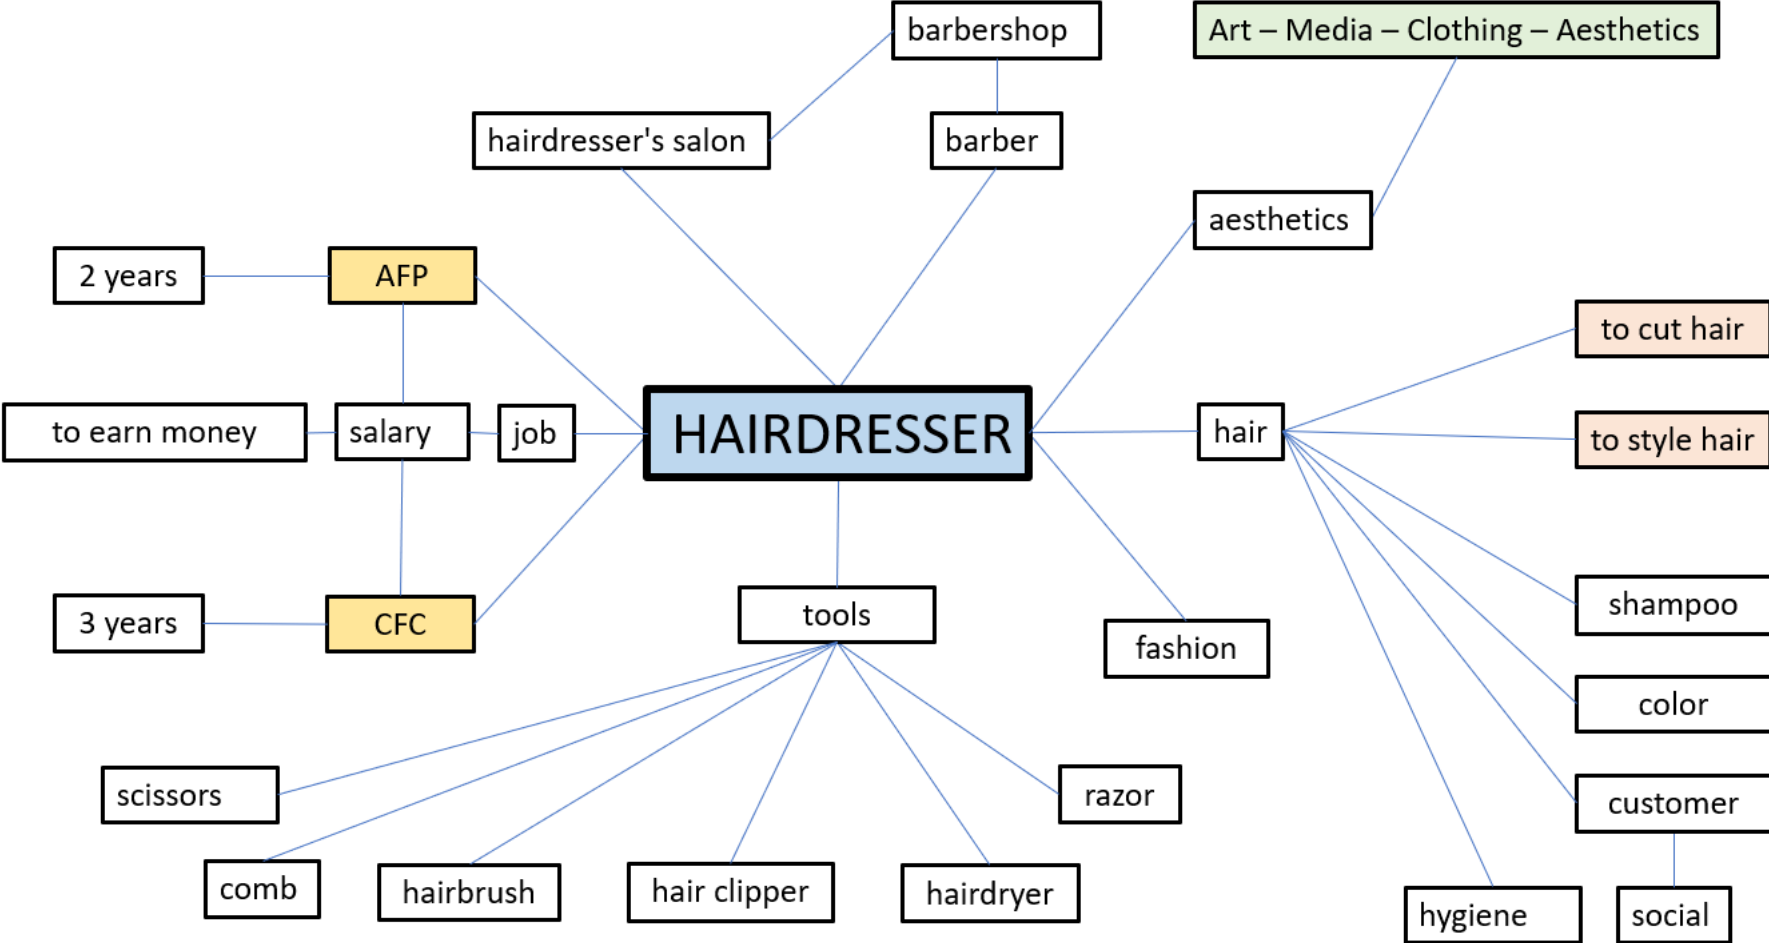 barbershop
Art – Media – Clothing – Aesthetics
hairdresser's salon
barber
aesthetics
2 years
AFP
to cut hair
to earn money
salary
job
HAIRDRESSER
hair
to style hair
3 years
CFC
tools
shampoo
fashion
color
scissors
razor
customer
comb
hairbrush
hair clipper
hairdryer
hygiene
social